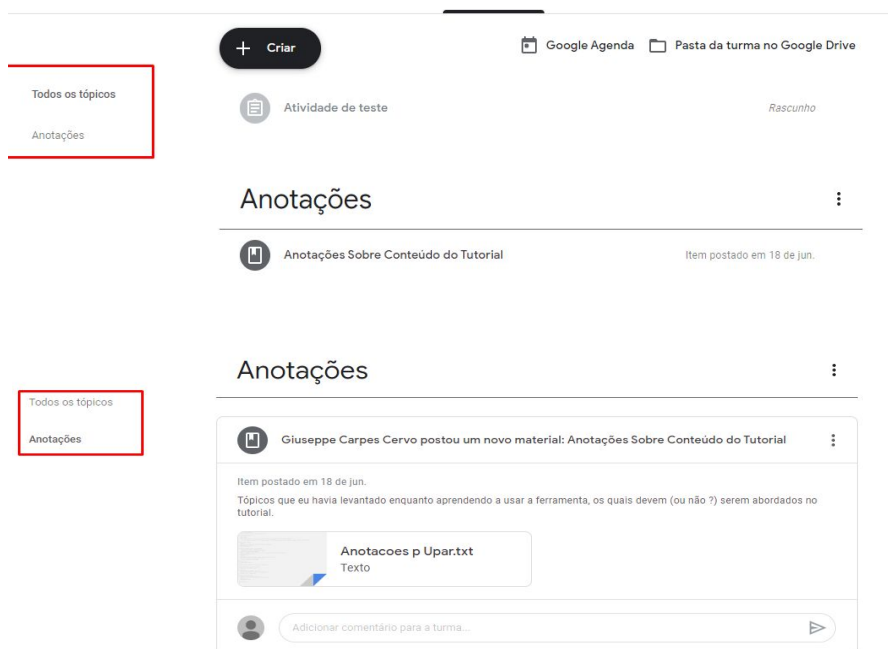 Criar
Google Agenda
Pasta da turma no Google Drive
Todos os tópicos
Anotações
Atividade de teste
Rascunho
Anotações
Anotações Sobre Conteúdo do Tutorial
Item postado em 18 de jun.
Anotações
Todos os tópicos
Anotações
Giuseppe Carpes Cervo postou um novo material: Anotações Sobre Conteúdo do Tutorial
Item postado em 18 de jun.
Tópicos que eu havia levantado enquanto aprendendo a usar a ferramenta, os quais devem (ou não ?) serem abordados no
tutorial.
Anotacoes p Upar.txt
Texto
Adicionar comentário para a turma...